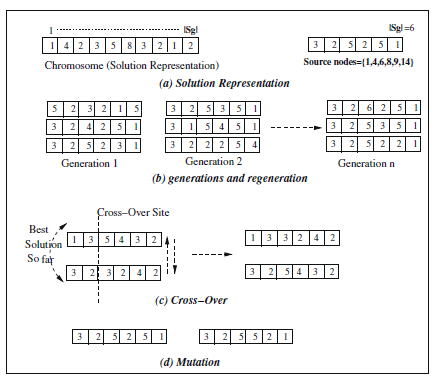 1 |Sg|
1 4 2 3 5 8 3 2 1 2
Chromosome (Solution Representation)
|Sg|=6
3 2 5 2 5 1
Source nodes={1,4,6,8,9,14}
(a) Solution Representation
5 2 3 2 1 5
3 2 4 2 5 1
3 2 5 2 3 1
Generation 1
3 2 5 3 5 1
3 1 5 4 5 1
3 2 2 2 5 4
Generation 2
3 2 6 2 5 1
3 2 5 3 5 1
3 2 5 2 2 1
Generation n
(b) generations and regeneration
Cross-Over Site
Best
Solution
So far
1 3 5 4 3 2
3 2 3 2 4 2
1 3 3 2 4 2
3 2 5 4 3 2
(c) Cross-Over
3 2 5 2 5 1
3 2 5 5 2 1
(d) Mutation